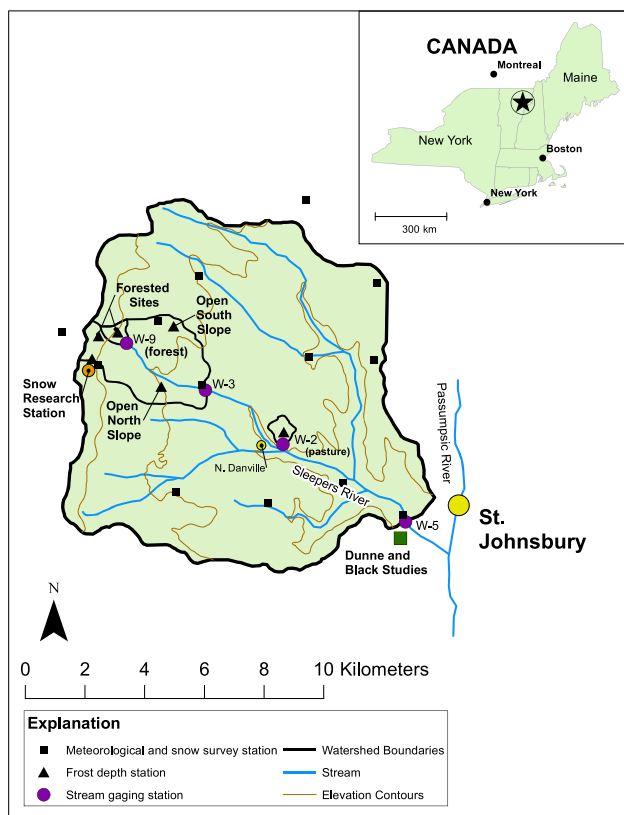 CANADA
Montreal
Maine
New York
Boston
New York
300 km
Forested
Sites
Open
South
Slope
W-9
(forest)
Snow
Research
Station
W-3
Open
North
Slope
W-2
(pasture)
N. Danville
Sleepers River
Passumpsic River
W-5
St.
Johnsbury
Dunne and
Black Studies
N
0 2 4 6 8 10 Kilometers
Explanation
Meteorological and snow survey station
Watershed Boundaries
Frost depth station
Stream
Stream gaging station
Elevation Contours